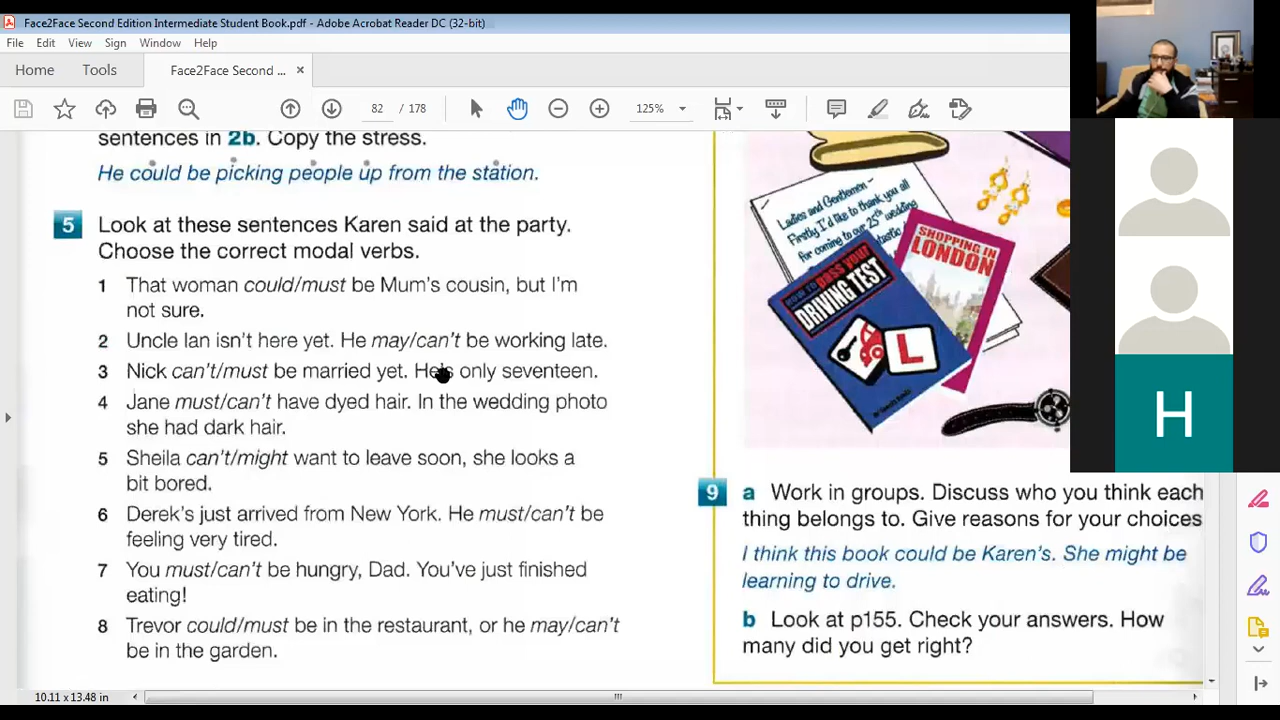 Face2Face Second Edition Intermediate Student Book.pdf - Adobe Acrobat Reader DC (32-bit)
File Edit View Sign Window Help
Home Tools Face2Face Second ... ×
82 / 178 125%
sentences in 2b. Copy the stress.
He could be picking people up from the station.
5 Look at these sentences Karen said at the party.
Choose the correct modal verbs.
1 That woman could/must be Mum's cousin, but I'm
not sure.
2 Uncle Ian isn't here yet. He may/can't be working late.
3 Nick can't/must be married yet. He's only seventeen.
4 Jane must/can't have dyed hair. In the wedding photo
she had dark hair.
5 Sheila can't/might want to leave soon, she looks a
bit bored.
6 Derek's just arrived from New York. He must/can't be
feeling very tired.
7 You must/can't be hungry, Dad. You've just finished
eating!
8 Trevor could/must be in the restaurant, or he may/can't
be in the garden.
Ladies and Gentlemen –
Firstly I'd like to thank you all
for coming to our 25th wedding
SHOPPING IN
LONDON
HOW TO pass your
DRIVING TEST
L
9 a Work in groups. Discuss who you think each
thing belongs to. Give reasons for your choices
I think this book could be Karen's. She might be
learning to drive.
b Look at p155. Check your answers. How
many did you get right?
H
10.11 x 13.48 in